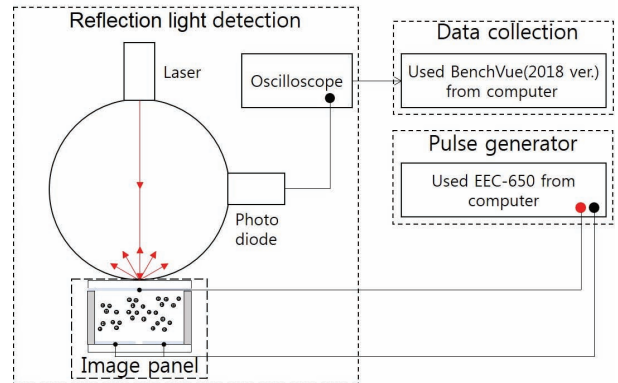 Reflection light detection
Laser
Oscilloscope
Photo
diode
Image panel
Data collection
Used BenchVue(2018 ver.)
from computer
Pulse generator
Used EEC-650 from
computer